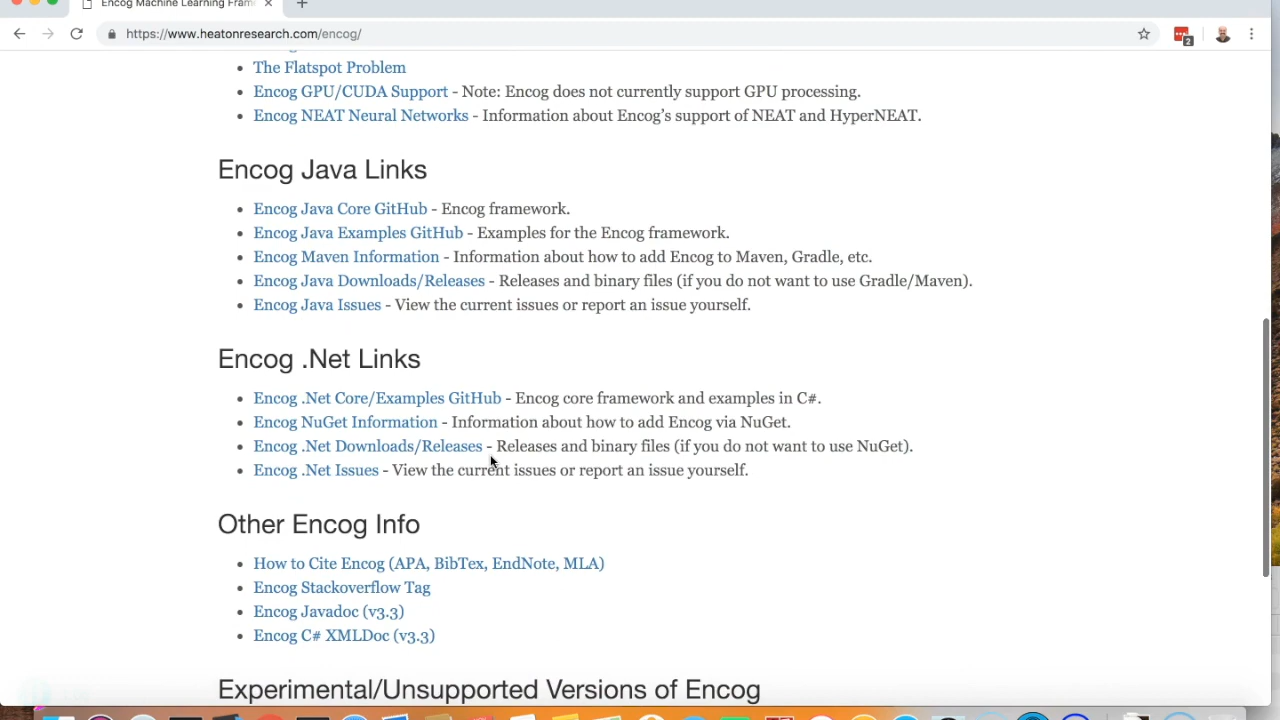 Encog Machine Learning Fram
https://www.heatonresearch.com/encog/
2
The Flatspot Problem
Encog GPU/CUDA Support - Note: Encog does not currently support GPU processing.
Encog NEAT Neural Networks - Information about Encog’s support of NEAT and HyperNEAT.
Encog Java Links
Encog Java Core GitHub - Encog framework.
Encog Java Examples GitHub - Examples for the Encog framework.
Encog Maven Information - Information about how to add Encog to Maven, Gradle, etc.
Encog Java Downloads/Releases - Releases and binary files (if you do not want to use Gradle/Maven).
Encog Java Issues - View the current issues or report an issue yourself.
Encog .Net Links
Encog .Net Core/Examples GitHub - Encog core framework and examples in C#.
Encog NuGet Information - Information about how to add Encog via NuGet.
Encog .Net Downloads/Releases - Releases and binary files (if you do not want to use NuGet).
Encog .Net Issues - View the current issues or report an issue yourself.
Other Encog Info
How to Cite Encog (APA, BibTex, EndNote, MLA)
Encog Stackoverflow Tag
Encog Javadoc (v3.3)
Encog C# XMLDoc (v3.3)
Experimental/Unsupported Versions of Encog